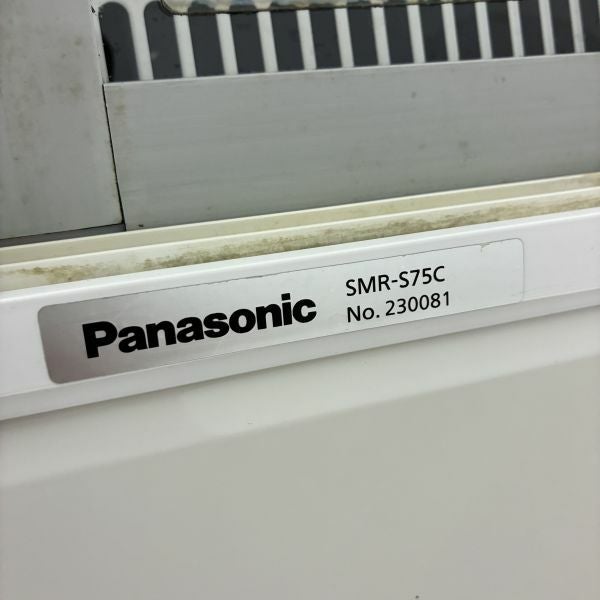 Panasonic
SMR-S75C
No. 230081